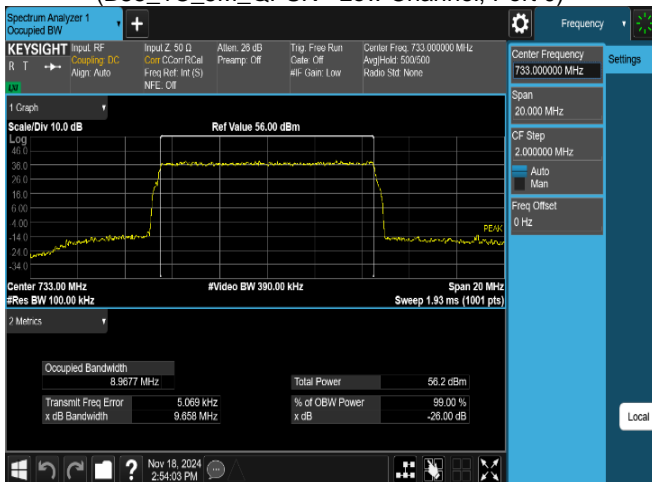 Spectrum Analyzer 1
Occupied BW
KEYSIGHT
R T
LXI
Input: RF
Coupling: DC
Align: Auto
Input Z: 50 Ω
Corr CCorr RCal
Freq Ref: Int (S)
NFE: Off
Atten: 26 dB
Preamp: Off
Trig: Free Run
Gate: Off
#IF Gain: Low
Center Freq: 733.000000 MHz
Avg|Hold: 500/500
Radio Std: None
1 Graph
Scale/Div 10.0 dB
Ref Value 56.00 dBm
Log
46.0
36.0
26.0
16.0
6.00
-4.00
-14.0
-24.0
-34.0
PEAK
Center 733.00 MHz
#Video BW 390.00 kHz
Span 20 MHz
#Res BW 100.00 kHz
Sweep 1.93 ms (1001 pts)
2 Metrics
Occupied Bandwidth
8.9677 MHz
Total Power 56.2 dBm
Transmit Freq Error 5.069 kHz
% of OBW Power 99.00 %
x dB Bandwidth 9.658 MHz
x dB -26.00 dB
Nov 18, 2024
2:54:03 PM
Frequency
Settings
Center Frequency
733.000000 MHz
Span
20.000 MHz
CF Step
2.000000 MHz
Auto
Man
Freq Offset
0 Hz
Local